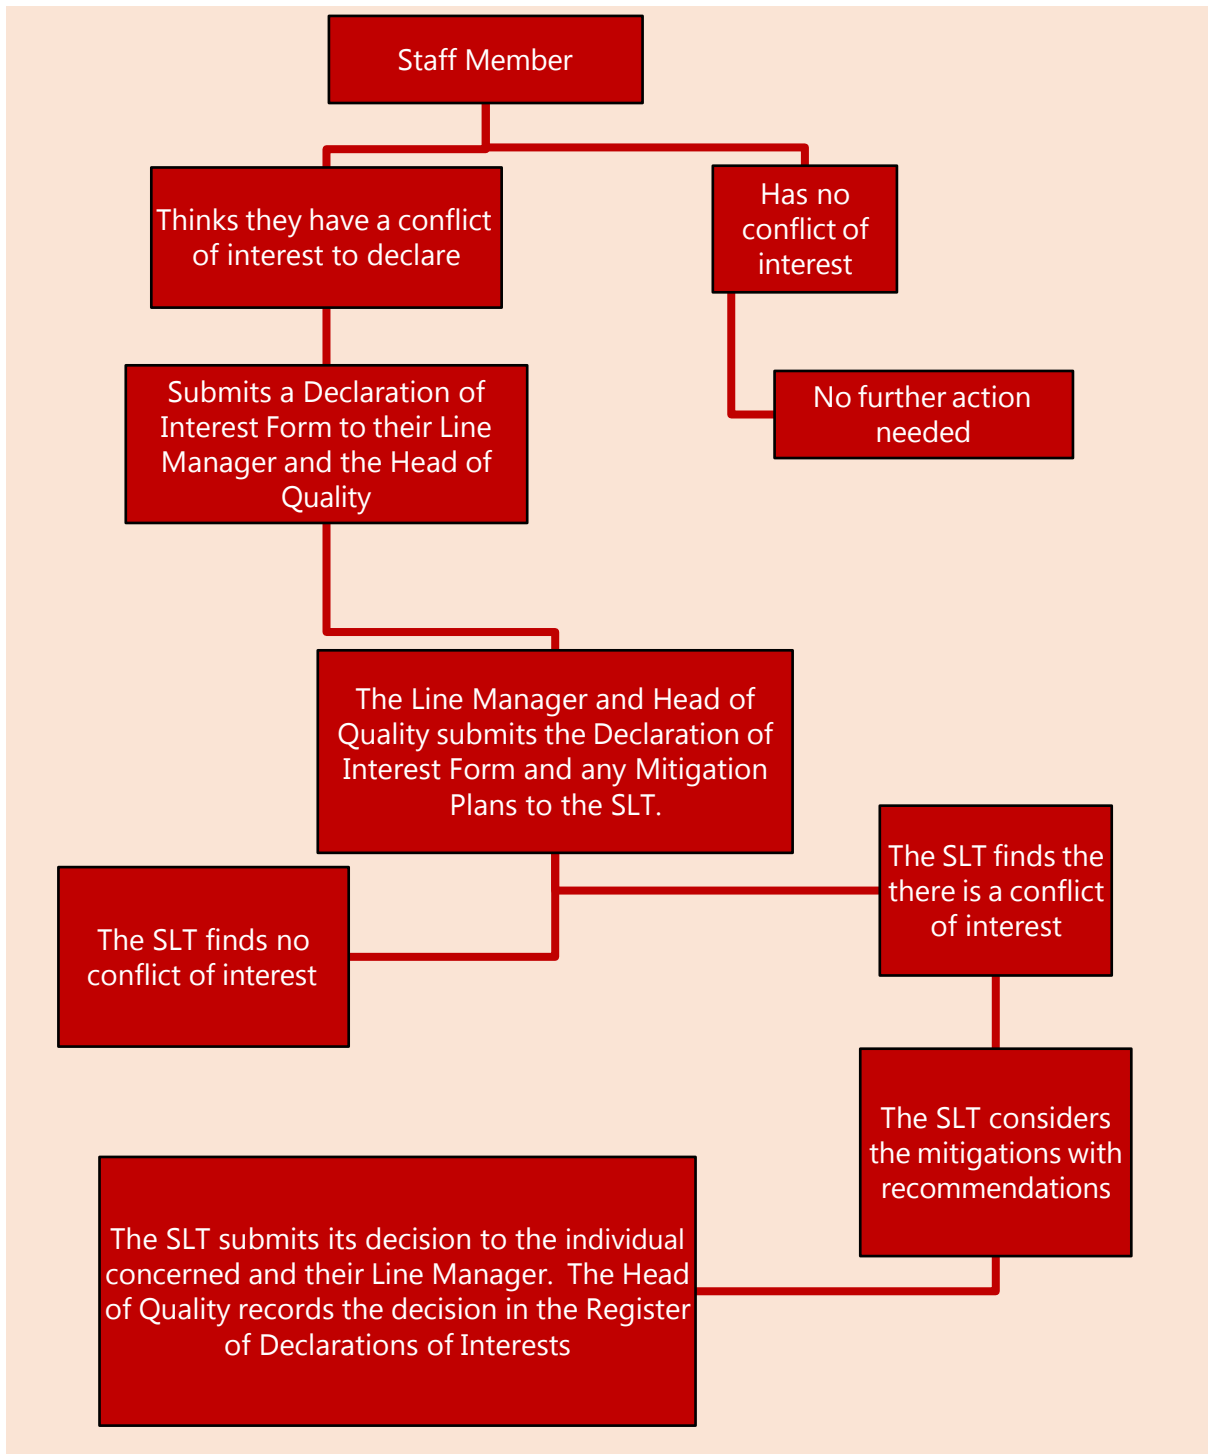 Staff Member
Thinks they have a conflict
of interest to declare
Has no
conflict of
interest
Submits a Declaration of
Interest Form to their Line
Manager and the Head of
Quality
No further action
needed
The Line Manager and Head of
Quality submits the Declaration of
Interest Form and any Mitigation
Plans to the SLT.
The SLT finds no
conflict of interest
The SLT finds the
there is a conflict
of interest
The SLT considers
the mitigations with
recommendations
The SLT submits its decision to the individual
concerned and their Line Manager.  The Head
of Quality records the decision in the Register
of Declarations of Interests